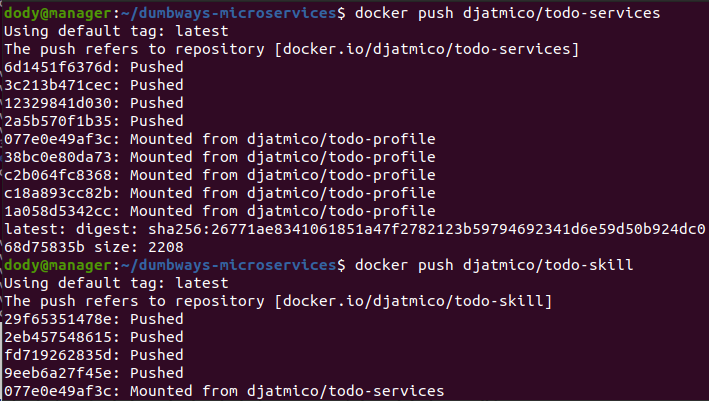 dody@manager:~/dumbways-microservices$ docker push djatmico/todo-services
Using default tag: latest
The push refers to repository [docker.io/djatmico/todo-services]
6d1451f6376d: Pushed
3c213b471cec: Pushed
12329841d030: Pushed
2a5b570f1b35: Pushed
077e0e49af3c: Mounted from djatmico/todo-profile
38bc0e80da73: Mounted from djatmico/todo-profile
c2b064fc8368: Mounted from djatmico/todo-profile
c18a893cc82b: Mounted from djatmico/todo-profile
1a058d5342cc: Mounted from djatmico/todo-profile
latest: digest: sha256:26771ae8341061851a47f2782123b59794692341d6e59d50b924dc0
68d75835b size: 2208
dody@manager:~/dumbways-microservices$ docker push djatmico/todo-skill
Using default tag: latest
The push refers to repository [docker.io/djatmico/todo-skill]
29f65351478e: Pushed
2eb457548615: Pushed
fd719262835d: Pushed
9eeb6a27f45e: Pushed
077e0e49af3c: Mounted from djatmico/todo-services